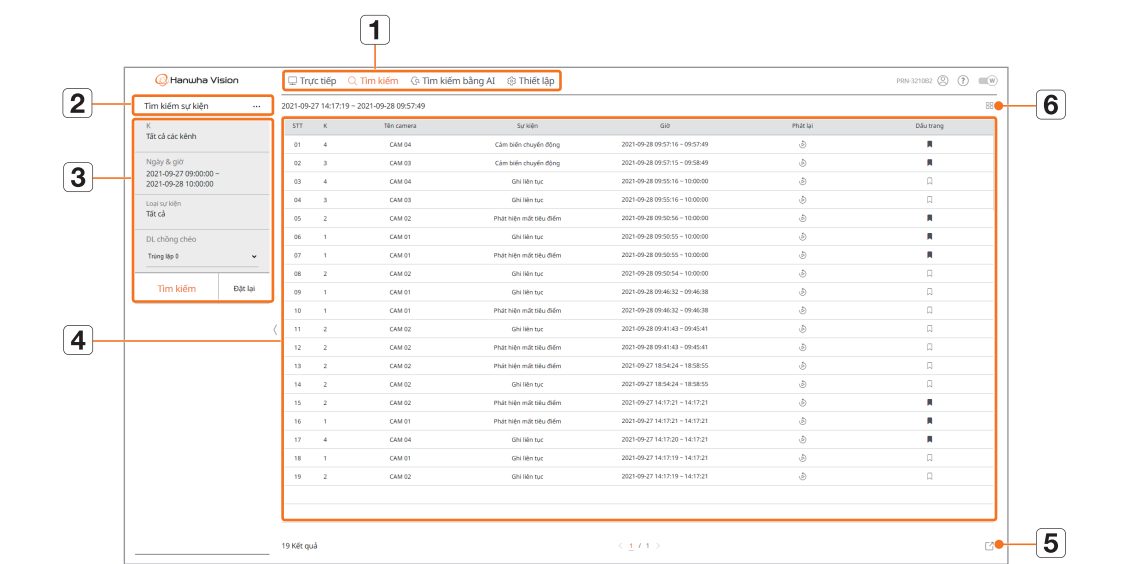 1
Hanwha Vision
Trực tiếp Tìm kiếm Tìm kiếm bằng AI Thiết lập
PRN-3210B2 ? W
2
Tìm kiếm sự kiện ...
2021-09-27 14:17:19 ~ 2021-09-28 09:57:49
6
3
K
Tất cả các kênh
Ngày & giờ
2021-09-27 09:00:00 ~
2021-09-28 10:00:00
Loại sự kiện
Tất cả
DL chồng chéo
Trùng lặp 0
Tìm kiếm Đặt lại
4
STT K Tên camera Sự kiện Giờ Phát lại Dấu trang
01 4 CAM 04 Cảm biến chuyển động 2021-09-28 09:57:16 ~ 09:57:49
02 3 CAM 03 Cảm biến chuyển động 2021-09-28 09:57:15 ~ 09:58:49
03 4 CAM 04 Ghi liên tục 2021-09-28 09:55:16 ~ 10:00:00
04 3 CAM 03 Ghi liên tục 2021-09-28 09:55:16 ~ 10:00:00
05 2 CAM 02 Phát hiện mất tiêu điểm 2021-09-28 09:50:56 ~ 10:00:00
06 1 CAM 01 Ghi liên tục 2021-09-28 09:50:55 ~ 10:00:00
07 1 CAM 01 Phát hiện mất tiêu điểm 2021-09-28 09:50:55 ~ 10:00:00
08 2 CAM 02 Ghi liên tục 2021-09-28 09:50:54 ~ 10:00:00
09 1 CAM 01 Ghi liên tục 2021-09-28 09:46:32 ~ 09:46:38
10 1 CAM 01 Phát hiện mất tiêu điểm 2021-09-28 09:46:32 ~ 09:46:38
11 2 CAM 02 Ghi liên tục 2021-09-28 09:41:43 ~ 09:45:41
12 2 CAM 02 Phát hiện mất tiêu điểm 2021-09-28 09:41:43 ~ 09:45:41
13 2 CAM 02 Phát hiện mất tiêu điểm 2021-09-27 18:54:24 ~ 18:58:55
14 2 CAM 02 Ghi liên tục 2021-09-27 18:54:24 ~ 18:58:55
15 2 CAM 02 Phát hiện mất tiêu điểm 2021-09-27 14:17:21 ~ 14:17:21
16 1 CAM 01 Phát hiện mất tiêu điểm 2021-09-27 14:17:21 ~ 14:17:21
17 4 CAM 04 Ghi liên tục 2021-09-27 14:17:20 ~ 14:17:21
18 1 CAM 01 Ghi liên tục 2021-09-27 14:17:19 ~ 14:17:21
19 2 CAM 02 Ghi liên tục 2021-09-27 14:17:19 ~ 14:17:21
19 Kết quả < 1 / 1 >
5